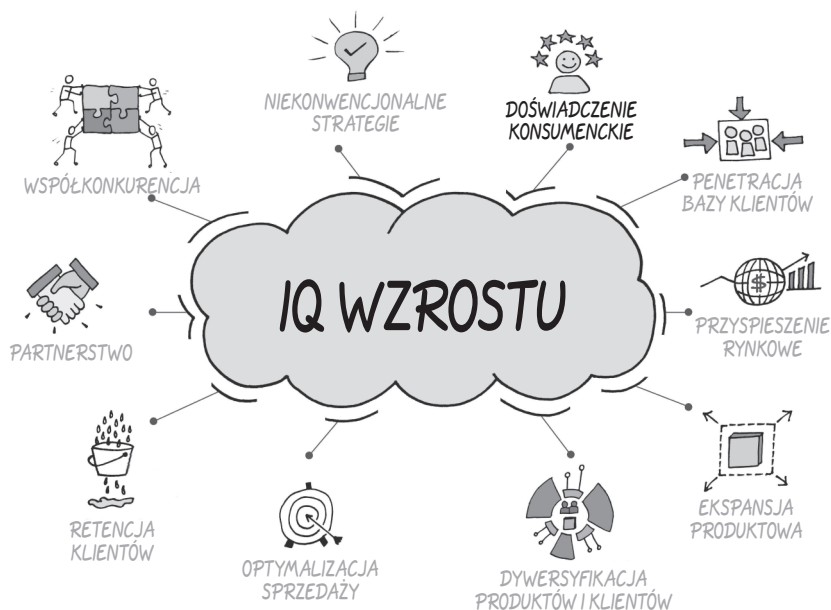 NIEKONWENCJONALNE
STRATEGIE
DOŚWIADCZENIE
KONSUMENCKIE
WSPÓŁKONKURENCJA
PENETRACJA
BAZY KLIENTÓW
IQ WZROSTU
$
PARTNERSTWO
PRZYSPIESZENIE
RYNKOWE
RETENCJA
KLIENTÓW
EKSPANSJA
PRODUKTOWA
OPTYMALIZACJA
SPRZEDAŻY
DYWERSYFIKACJA
PRODUKTÓW I KLIENTÓW